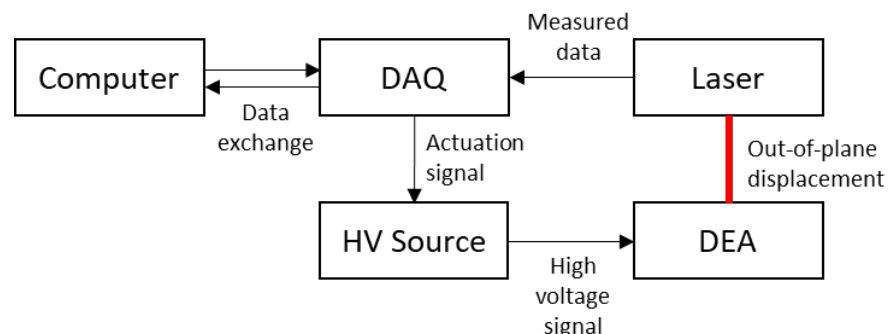 Computer
DAQ
Measured
data
Laser
Data
exchange
Actuation
signal
Out-of-plane
displacement
HV Source
High
voltage
signal
DEA